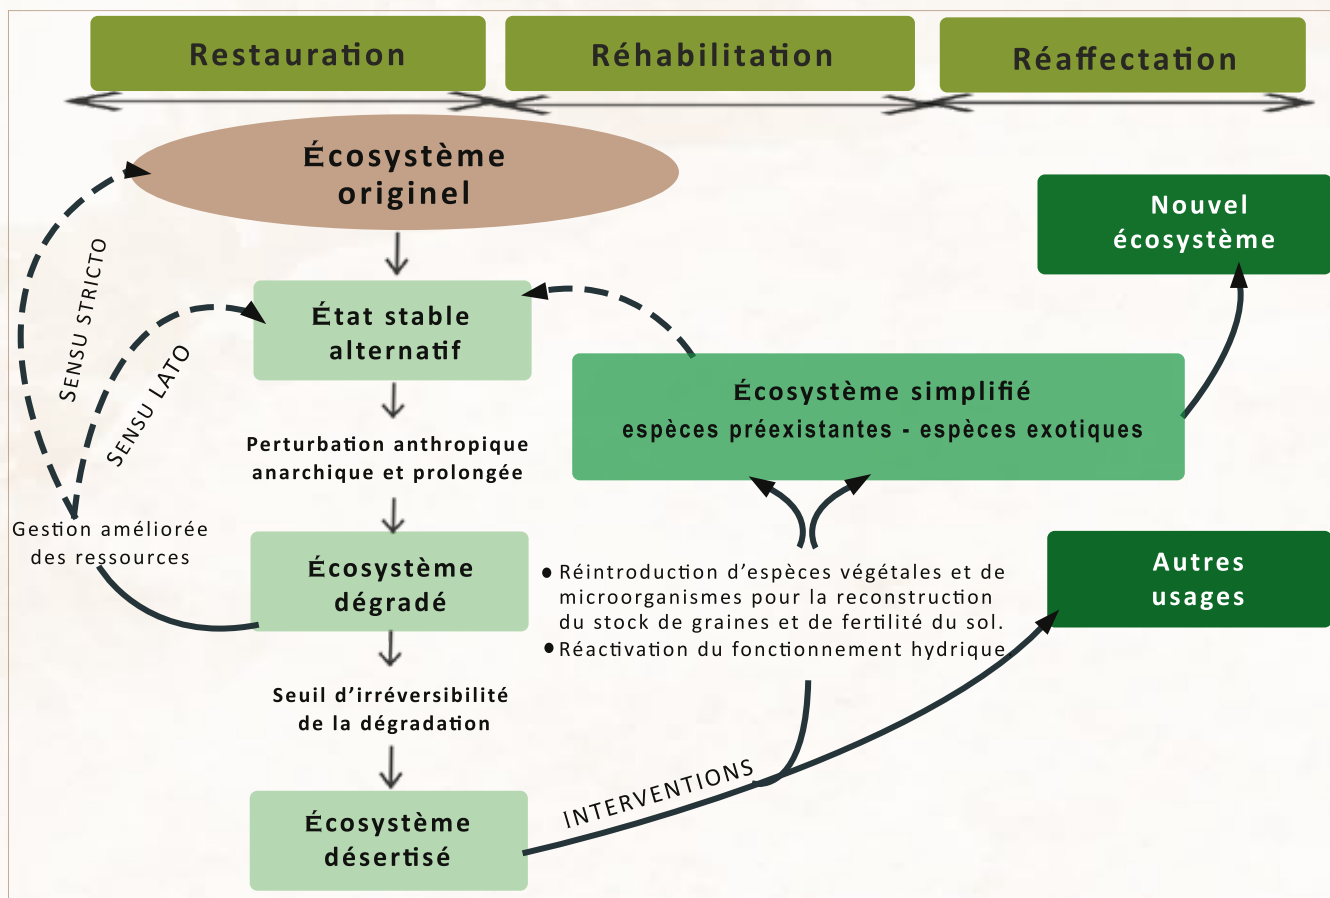 Restauration
Réhabilitation
Réaffectation
Écosystème
originel
Nouvel
écosystème
SENSU STRICTO
SENSU LATO
État stable
alternatif
Écosystème simplifié
espèces préexistantes - espèces exotiques
Perturbation anthropique
anarchique et prolongée
Gestion améliorée
des ressources
Écosystème
dégradé
Réintroduction d’espèces végétales et de
microorganismes pour la reconstruction
du stock de graines et de fertilité du sol.
Réactivation du fonctionnement hydrique.
Autres
usages
Seuil d’irréversibilité
de la dégradation
INTERVENTIONS
Écosystème
désertisé